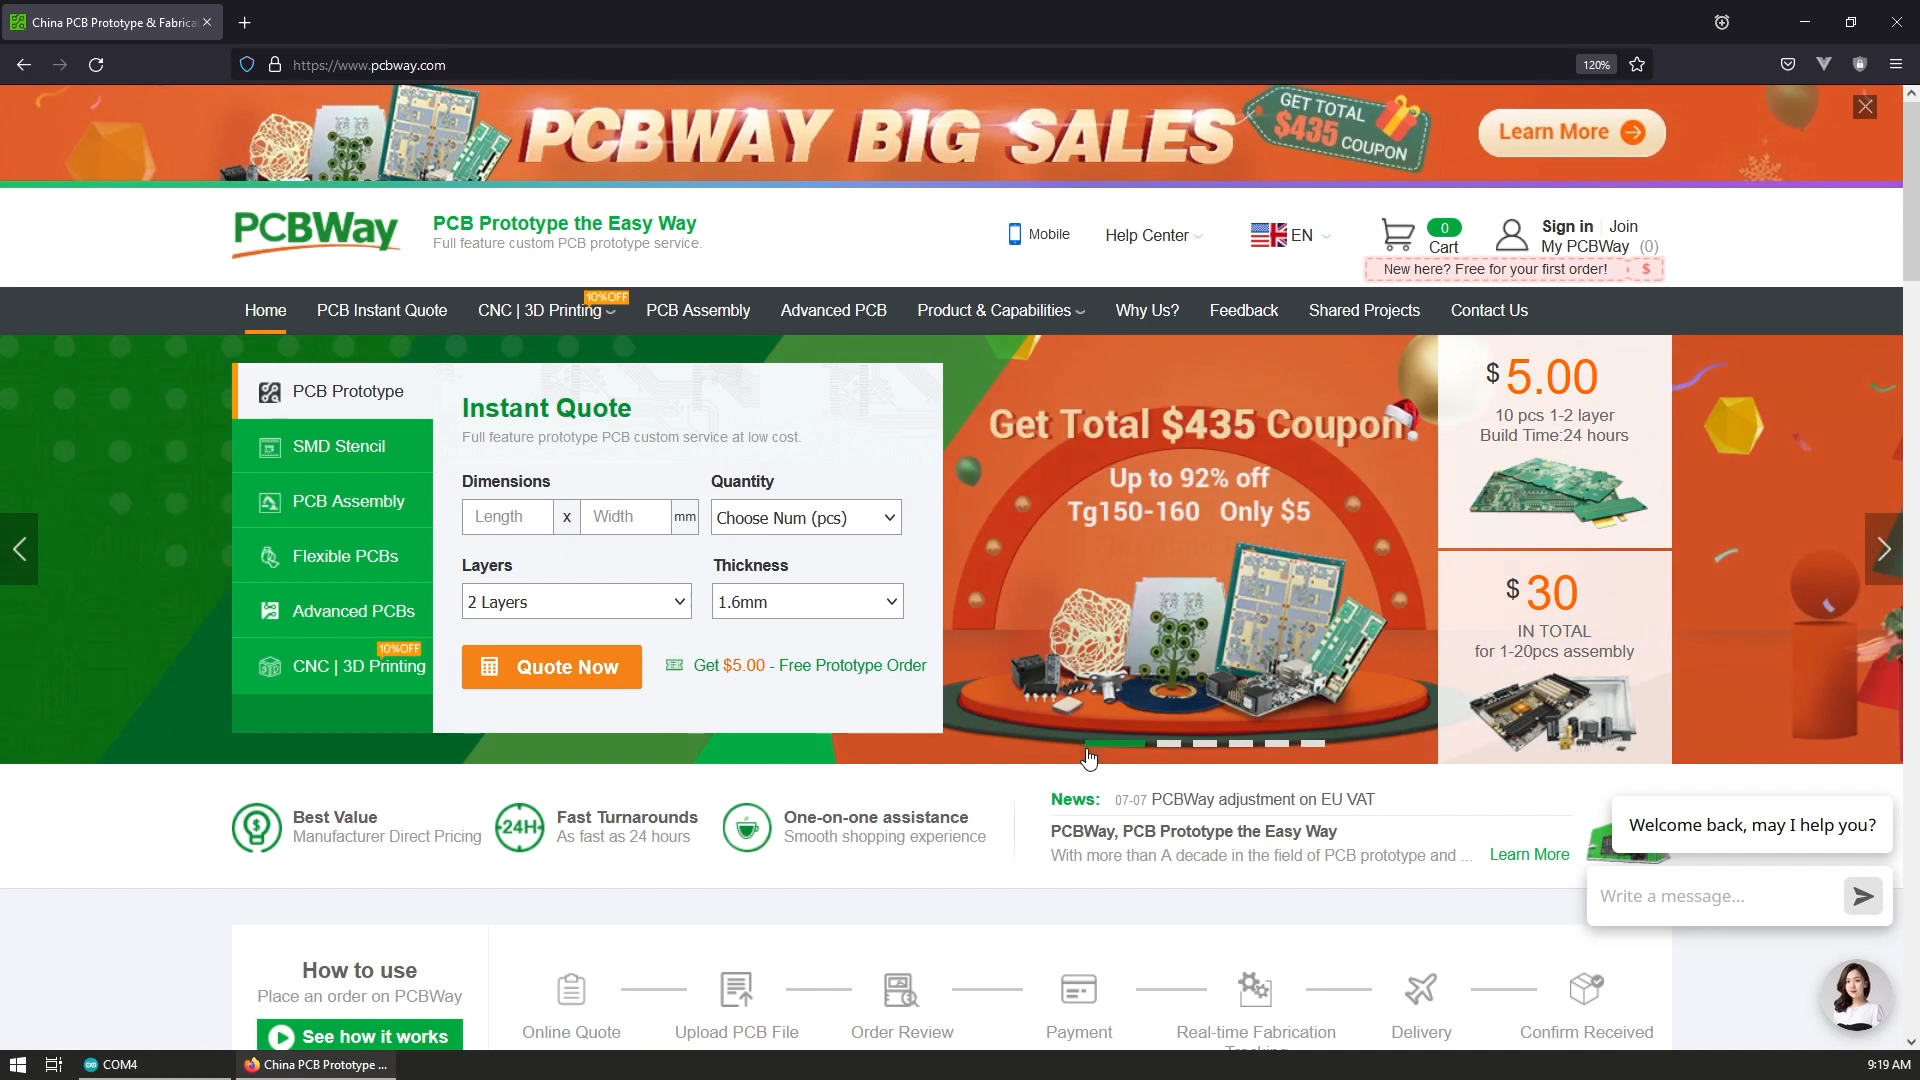 China PCB Prototype & Fabrica
https://www.pcbway.com
120%
PCBWAY BIG SALES
GET TOTAL
$435
COUPON
Learn More
PCBWay
PCB Prototype the Easy Way
Full feature custom PCB prototype service.
Mobile
Help Center
EN
0
Cart
Sign in
Join
My PCBWay (0)
New here? Free for your first order!
$
Home
PCB Instant Quote
CNC | 3D Printing
10%OFF
PCB Assembly
Advanced PCB
Product & Capabilities
Why Us?
Feedback
Shared Projects
Contact Us
PCB Prototype
SMD Stencil
PCB Assembly
Flexible PCBs
Advanced PCBs
10%OFF
CNC | 3D Printing
Instant Quote
Full feature prototype PCB custom service at low cost.
Dimensions
Quantity
Length
x
Width
mm
Choose Num (pcs)
Layers
Thickness
2 Layers
1.6mm
Quote Now
Get $5.00 - Free Prototype Order
Get Total $435 Coupon
Up to 92% off
Tg150-160 Only $5
$ 5.00
10 pcs 1-2 layer
Build Time:24 hours
$ 30
IN TOTAL
for 1-20pcs assembly
Best Value
Manufacturer Direct Pricing
24H
Fast Turnarounds
As fast as 24 hours
One-on-one assistance
Smooth shopping experience
News: 07-07 PCBWay adjustment on EU VAT
PCBWay, PCB Prototype the Easy Way
With more than A decade in the field of PCB prototype and ...
Learn More
Welcome back, may I help you?
Write a message...
How to use
Place an order on PCBWay
See how it works
Online Quote
Upload PCB File
Order Review
Payment
Real-time Fabrication
Tracking
Delivery
Confirm Received
COM4
China PCB Prototype ...
9:19 AM